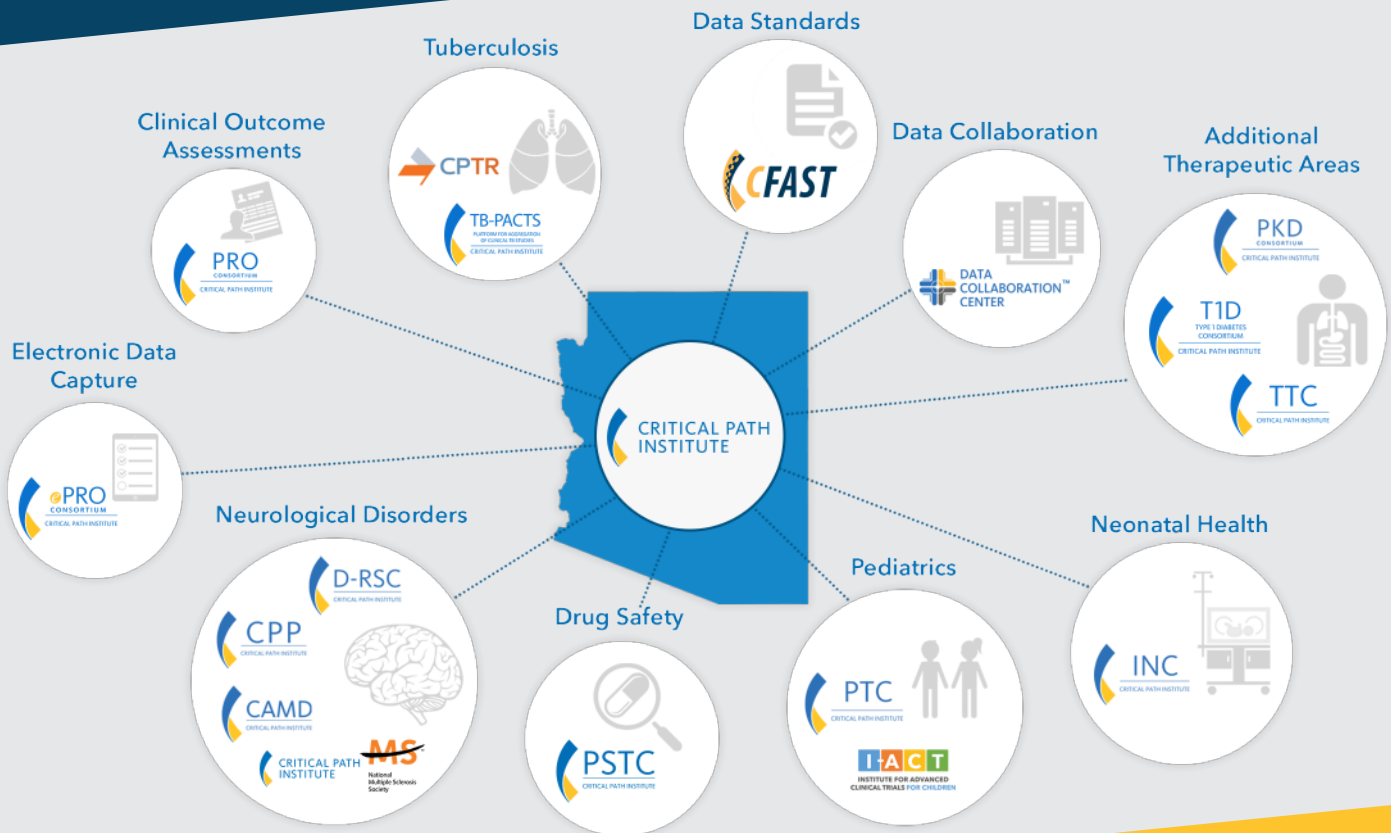 Data Standards
CFAST
Tuberculosis
CPTR
TB-PACTS
PLATFORM FOR AGGREGATION
OF CLINICAL TB STUDIES
CRITICAL PATH INSTITUTE
Clinical Outcome
Assessments
PRO
CONSORTIUM
CRITICAL PATH INSTITUTE
Data Collaboration
DATA
COLLABORATION™
CENTER
Additional
Therapeutic Areas
PKD
CONSORTIUM
CRITICAL PATH INSTITUTE
T1D
TYPE 1 DIABETES
CONSORTIUM
CRITICAL PATH INSTITUTE
TTC
CRITICAL PATH INSTITUTE
Electronic Data
Capture
ePRO
CONSORTIUM
CRITICAL PATH INSTITUTE
CRITICAL PATH
INSTITUTE
Neurological Disorders
D-RSC
CRITICAL PATH INSTITUTE
CPP
CRITICAL PATH INSTITUTE
CAMD
CRITICAL PATH INSTITUTE
CRITICAL PATH
INSTITUTE
MS™
National
Multiple Sclerosis
Society
Drug Safety
PSTC
CRITICAL PATH INSTITUTE
Pediatrics
PTC
CRITICAL PATH INSTITUTE
I-ACT
INSTITUTE FOR ADVANCED
CLINICAL TRIALS FOR CHILDREN
Neonatal Health
INC
CRITICAL PATH INSTITUTE